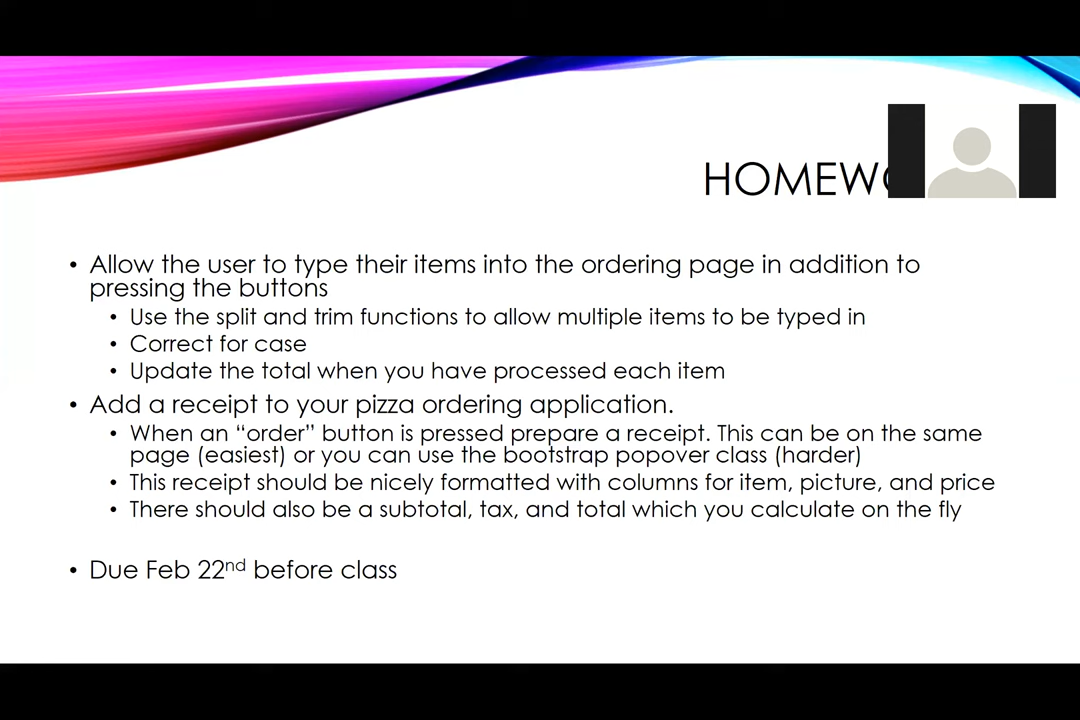 HOMEW
• Allow the user to type their items into the ordering page in addition to
pressing the buttons
• Use the split and trim functions to allow multiple items to be typed in
• Correct for case
• Update the total when you have processed each item
• Add a receipt to your pizza ordering application.
• When an “order” button is pressed prepare a receipt. This can be on the same
page (easiest) or you can use the bootstrap popover class (harder)
• This receipt should be nicely formatted with columns for item, picture, and price
• There should also be a subtotal, tax, and total which you calculate on the fly
• Due Feb 22nd before class